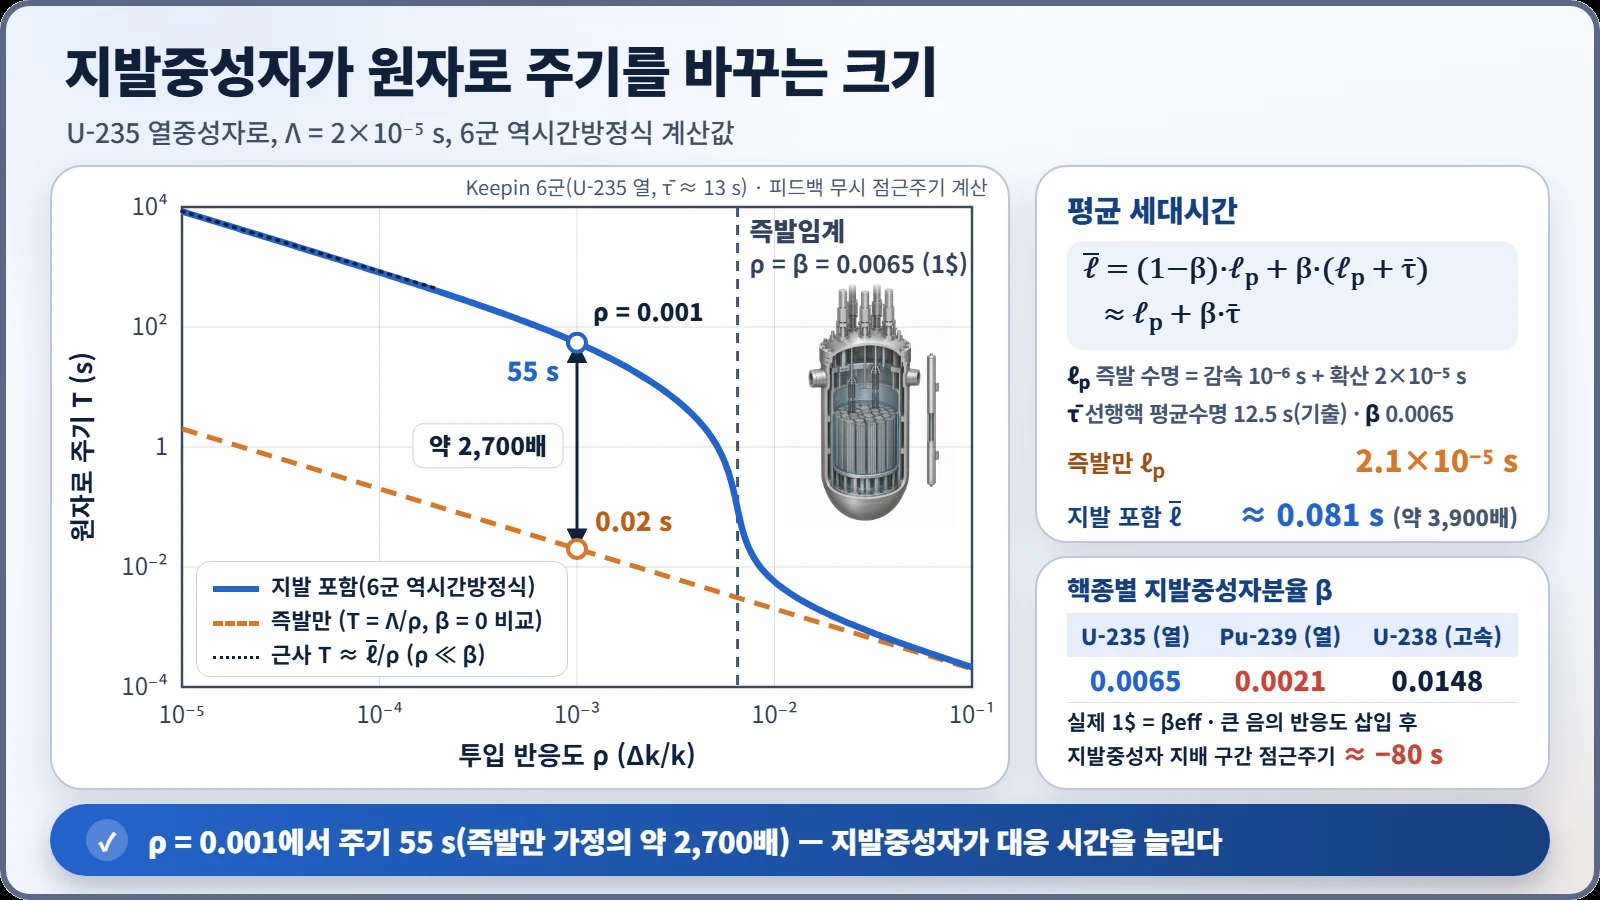 지발중성자가 원자로 주기를 바꾸는 크기
U-235 열중성자로, Λ = 2×10⁻⁵ s, 6군 역시간방정식 계산값
Keepin 6군(U-235 열, τ̄ ≈ 13 s) · 피드백 무시 점근주기 계산
10⁴
10²
1
10⁻²
10⁻⁴
원자로 주기 T (s)
즉발임계
ρ = β = 0.0065 (1$)
ρ = 0.001
55 s
약 2,700배
0.02 s
지발 포함(6군 역시간방정식)
즉발만 (T = Λ/ρ, β = 0 비교)
근사 T ≈ ℓ̅/ρ (ρ ≪ β)
10⁻⁵ 10⁻⁴ 10⁻³ 10⁻² 10⁻¹
투입 반응도 ρ (Δk/k)
평균 세대시간
ℓ̅ = (1−β)·ℓₚ + β·(ℓₚ + τ̄)
≈ ℓₚ + β·τ̄
ℓₚ 즉발 수명 = 감속 10⁻⁶ s + 확산 2×10⁻⁵ s
τ̄ 선행핵 평균수명 12.5 s(기출) · β 0.0065
즉발만 ℓₚ 2.1×10⁻⁵ s
지발 포함 ℓ̅ ≈ 0.081 s (약 3,900배)
핵종별 지발중성자분율 β
U-235 (열) Pu-239 (열) U-238 (고속)
0.0065 0.0021 0.0148
실제 1$ = βeff · 큰 음의 반응도 삽입 후
지발중성자 지배 구간 점근주기 ≈ −80 s
✓ ρ = 0.001에서 주기 55 s(즉발만 가정의 약 2,700배) — 지발중성자가 대응 시간을 늘린다